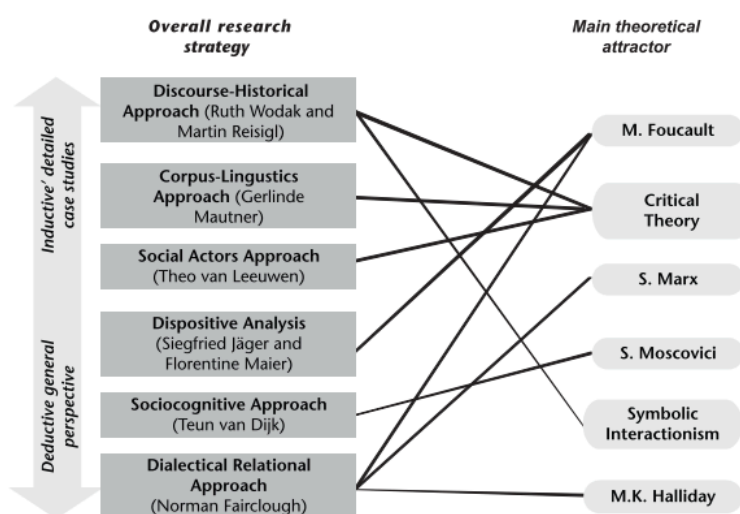 Overall research
strategy
Main theoretical
attractor
Inductive’ detailed
case studies
Deductive general
perspective
Discourse-Historical
Approach (Ruth Wodak and
Martin Reisigl)
Corpus-Lingustics
Approach (Gerlinde
Mautner)
Social Actors Approach
(Theo van Leeuwen)
Dispositive Analysis
(Siegfried Jäger and
Florentine Maier)
Sociocognitive Approach
(Teun van Dijk)
Dialectical Relational
Approach
(Norman Fairclough)
M. Foucault
Critical
Theory
S. Marx
S. Moscovici
Symbolic
Interactionism
M.K. Halliday